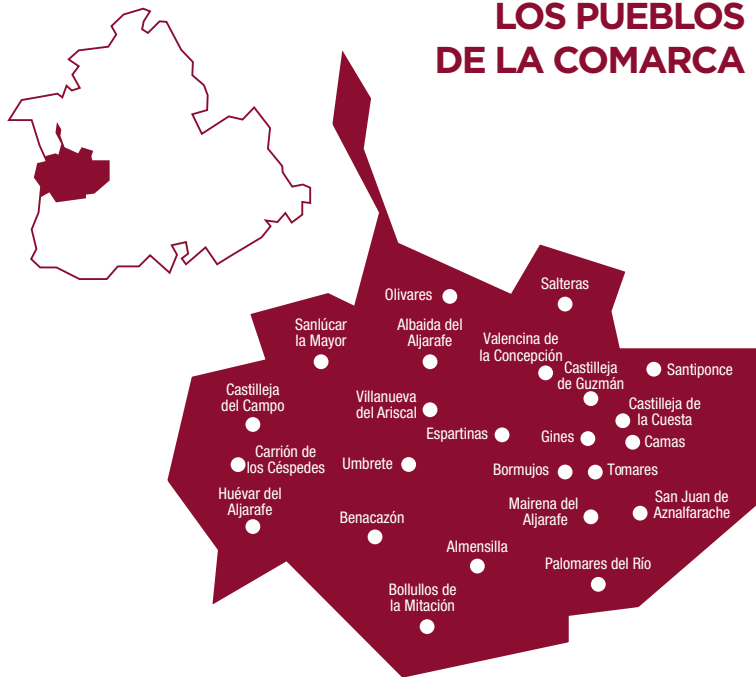 LOS PUEBLOS
DE LA COMARCA
Olivares
Salteras
Sanlúcar
la Mayor
Albaida del
Aljarafe
Valencina de
la Concepción
Castilleja
de Guzmán
Santiponce
Castilleja
del Campo
Villanueva
del Ariscal
Castilleja de
la Cuesta
Espartinas
Gines
Camas
Carrión de
los Céspedes
Umbrete
Bormujos
Tomares
Huévar del
Aljarafe
Benacazón
Mairena del
Aljarafe
San Juan de
Aznalfarache
Almensilla
Palomares del Río
Bollullos de
la Mitación